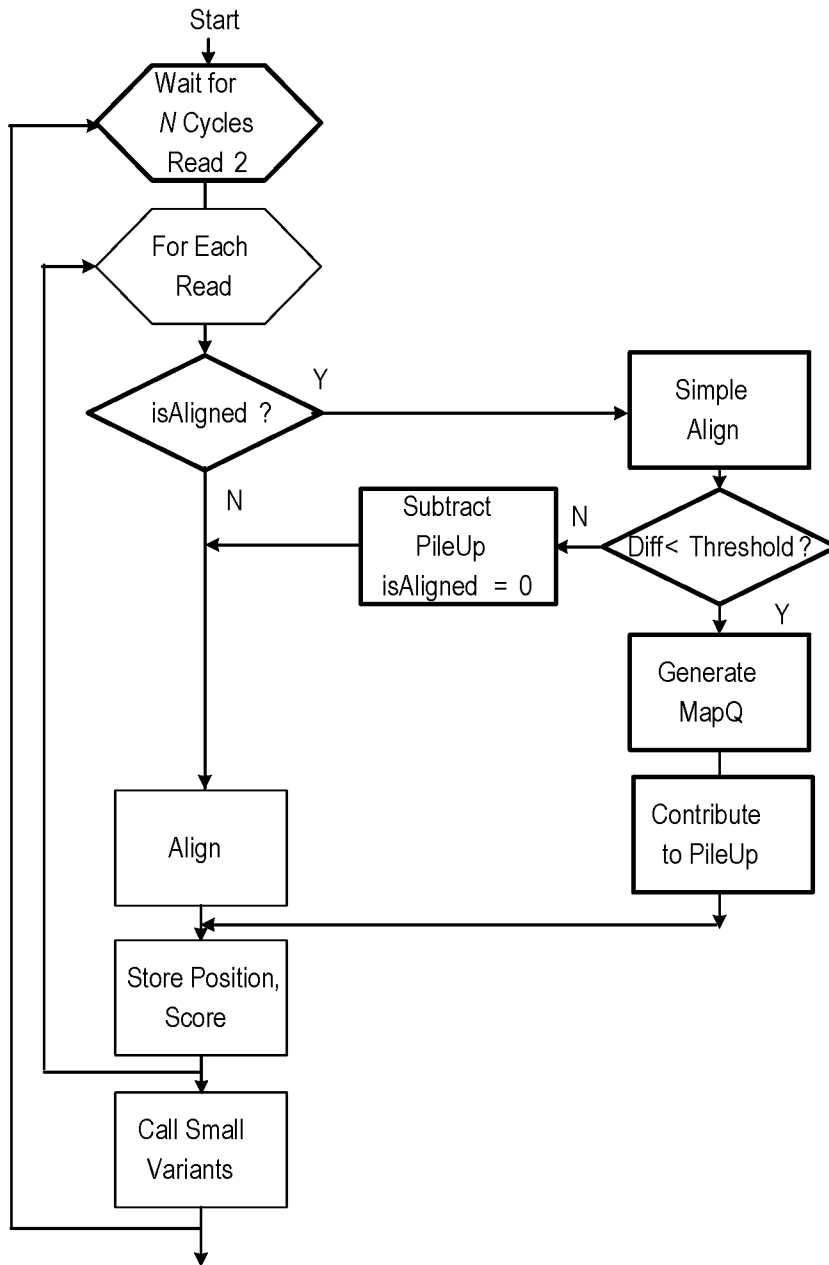 Start
Wait for
N Cycles
Read 2
For Each
Read
isAligned ?
Y
Simple
Align
N
Subtract
PileUp
isAligned = 0
N
Diff< Threshold ?
Y
Generate
MapQ
Align
Contribute
to PileUp
Store Position,
Score
Call Small
Variants